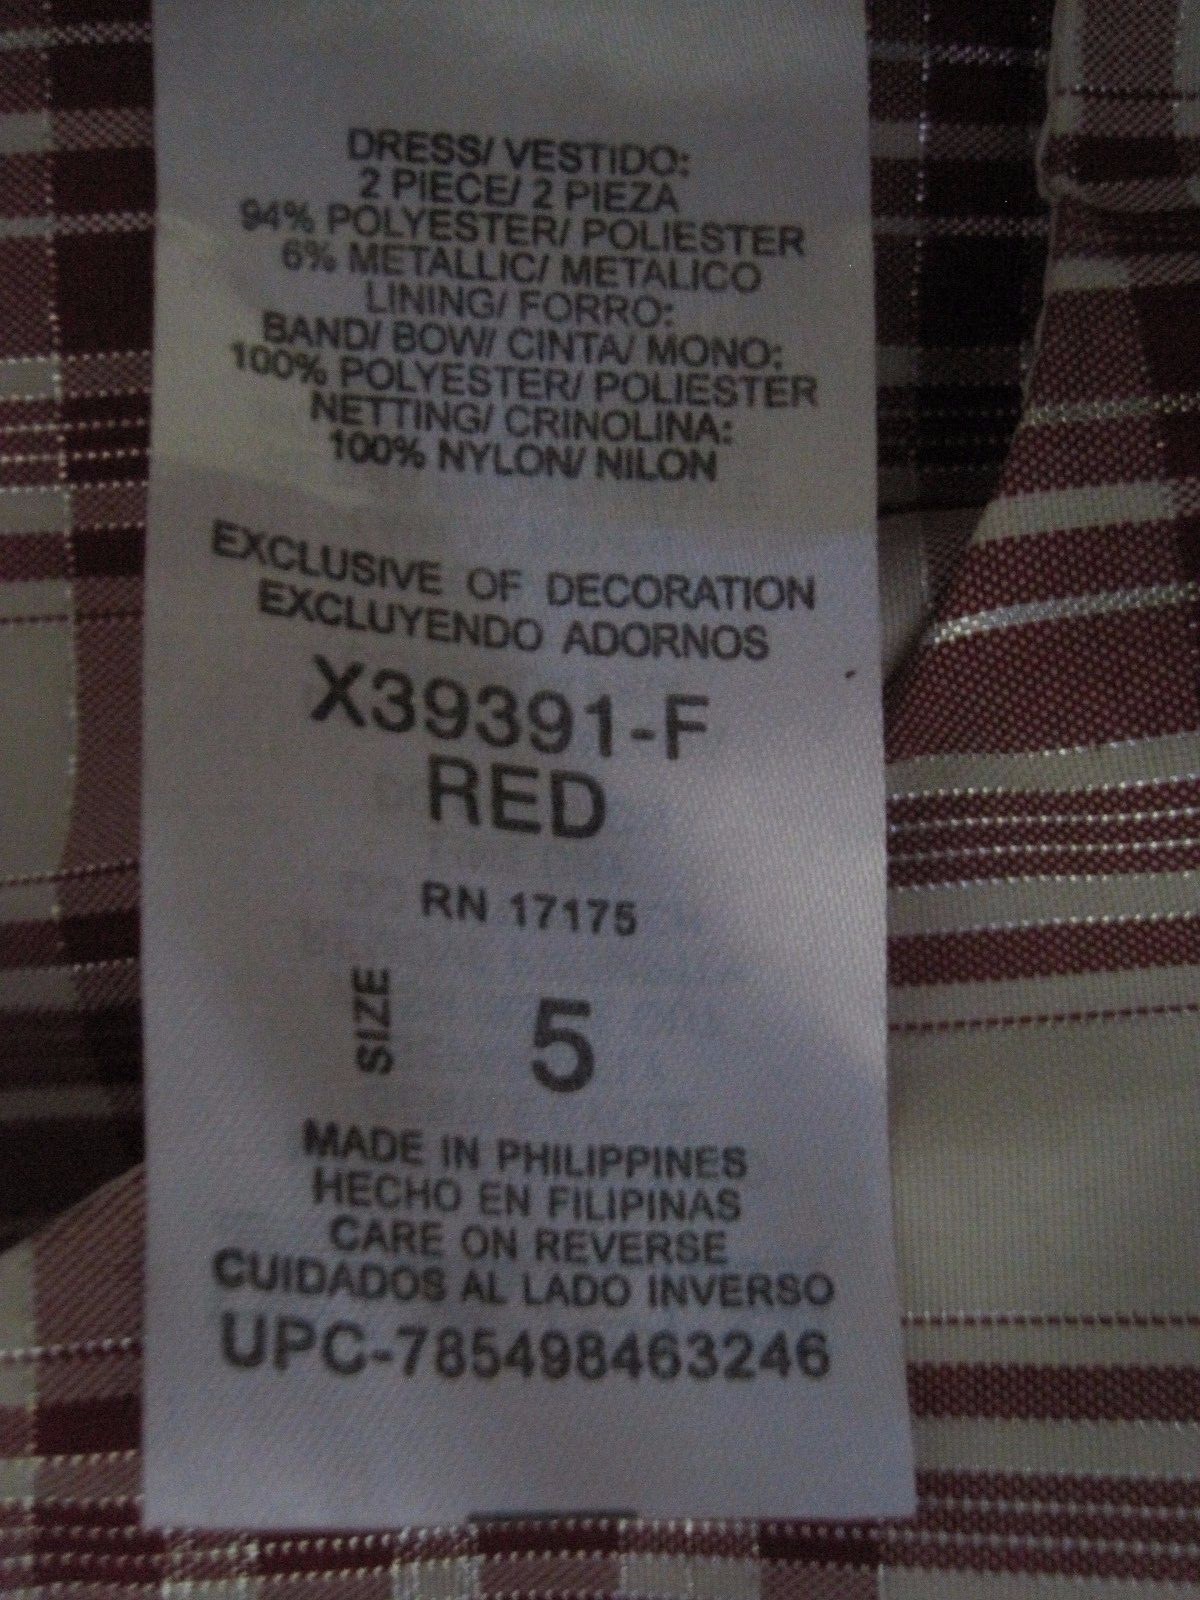 DRESS/ VESTIDO:
2 PIECE/ 2 PIEZA
94% POLYESTER/ POLIESTER
6% METALLIC/ METALICO
LINING/ FORRO:
BAND/ BOW/ CINTA/ MONO:
100% POLYESTER/ POLIESTER
NETTING/ CRINOLINA:
100% NYLON/ NILON
EXCLUSIVE OF DECORATION
EXCLUYENDO ADORNOS
X39391-F
RED
RN 17175
SIZE 5
MADE IN PHILIPPINES
HECHO EN FILIPINAS
CARE ON REVERSE
CUIDADOS AL LADO INVERSO
UPC-785498463246